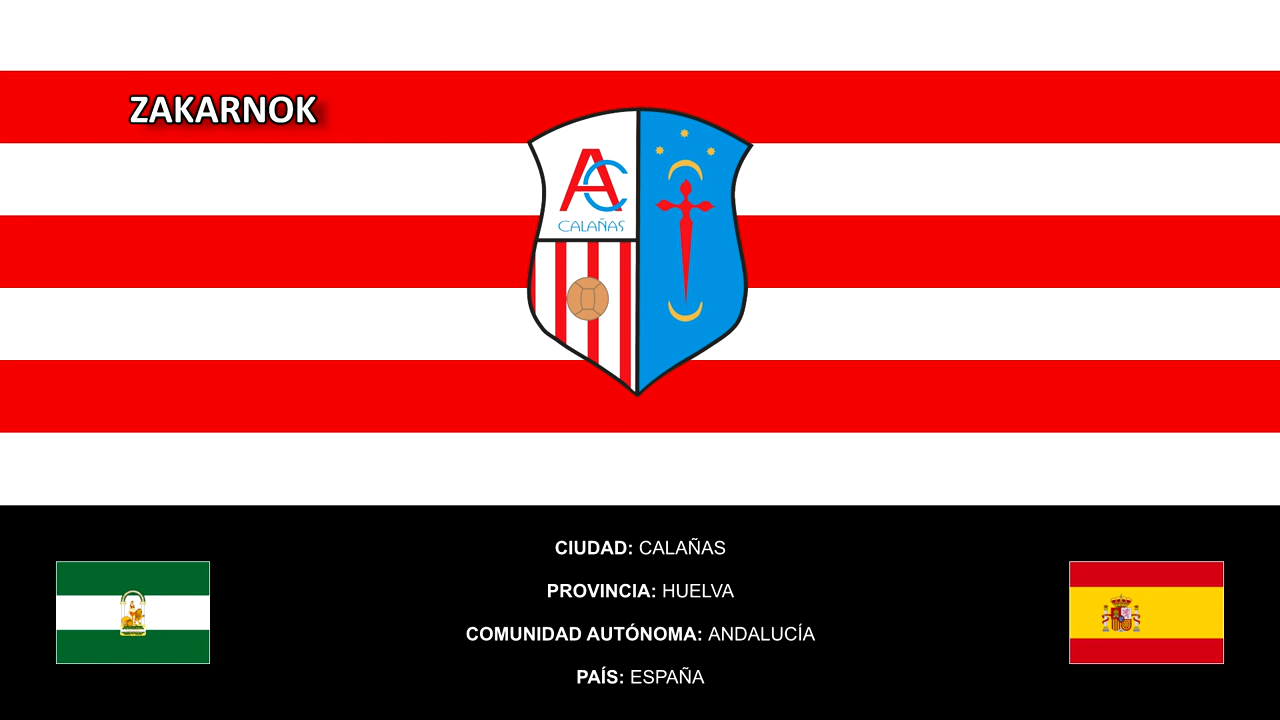 ZAKARNOK
AC
CALAÑAS
CIUDAD: CALAÑAS
PROVINCIA: HUELVA
COMUNIDAD AUTÓNOMA: ANDALUCÍA
PAÍS: ESPAÑA